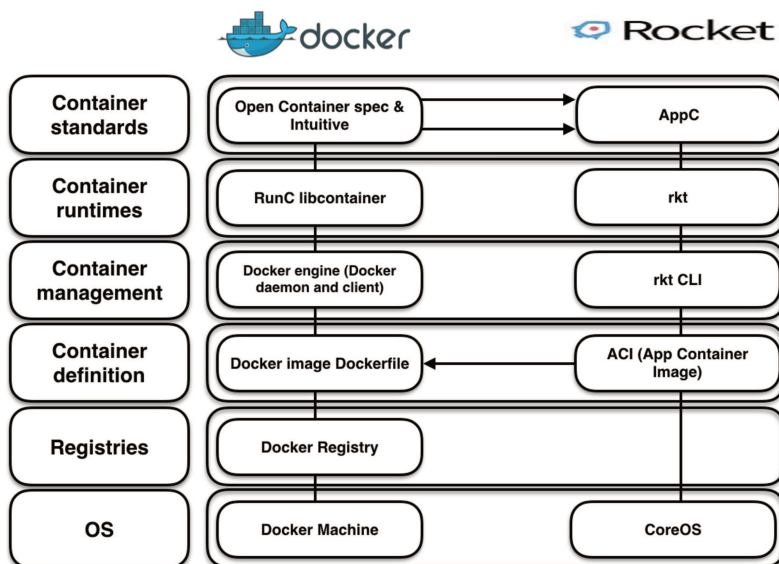 docker
Rocket
Container
standards
Open Container spec &
Intuitive
AppC
Container
runtimes
RunC libcontainer
rkt
Container
management
Docker engine (Docker
daemon and client)
rkt CLI
Container
definition
Docker image Dockerfile
ACI (App Container
Image)
Registries
Docker Registry
OS
Docker Machine
CoreOS